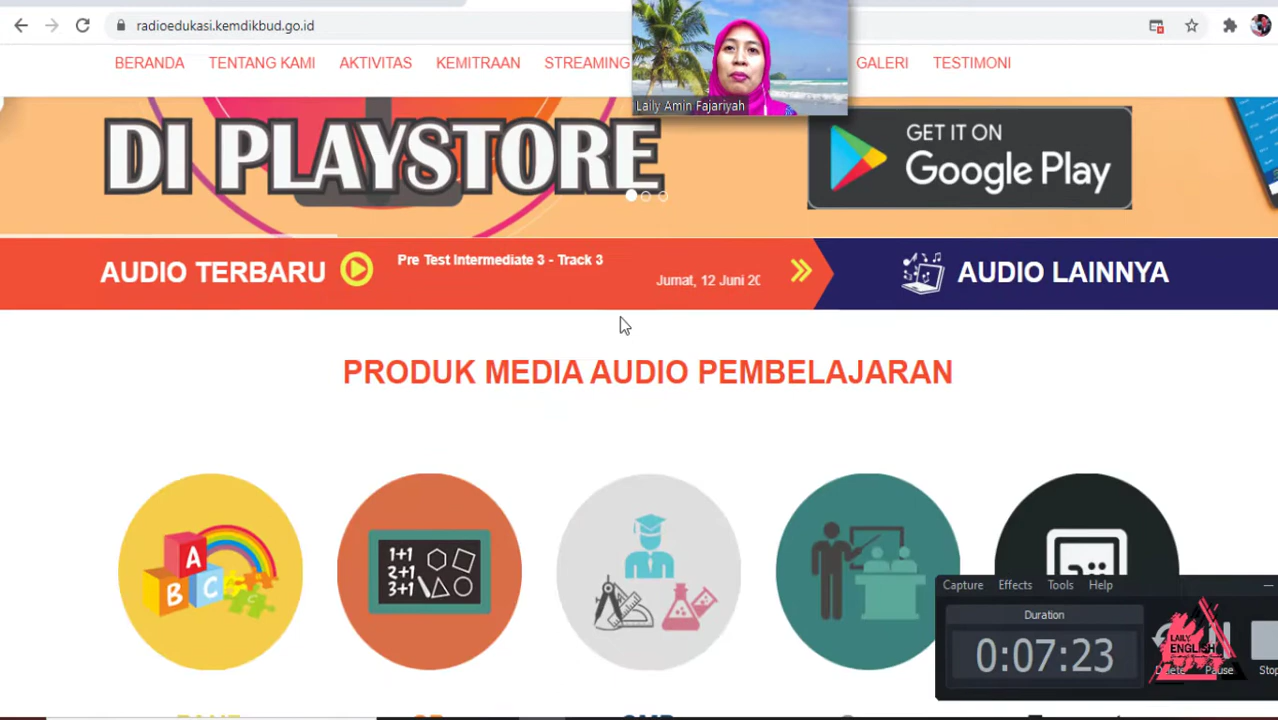 radioedukasi.kemdikbud.go.id
BERANDA TENTANG KAMI AKTIVITAS KEMITRAAN STREAMING GALERI TESTIMONI
Laily Amin Fajariyah
DI PLAYSTORE
GET IT ON
Google Play
AUDIO TERBARU
Pre Test Intermediate 3 - Track 3
Jumat, 12 Juni 20
AUDIO LAINNYA
PRODUK MEDIA AUDIO PEMBELAJARAN
A
B C
1+1
2+1
3+1
Capture Effects Tools Help
Duration
0:07:23
LAILY
ENGLISH
Delete Pause Stop